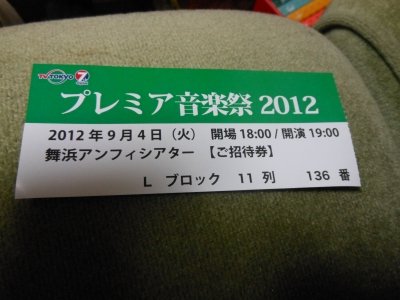 TV TOKYO 7
プレミア音楽祭 2012
2012年9月4日（火） 開場 18:00 / 開演 19:00
舞浜アンフィシアター 【ご招待券】
L ブロック 11 列 136 番